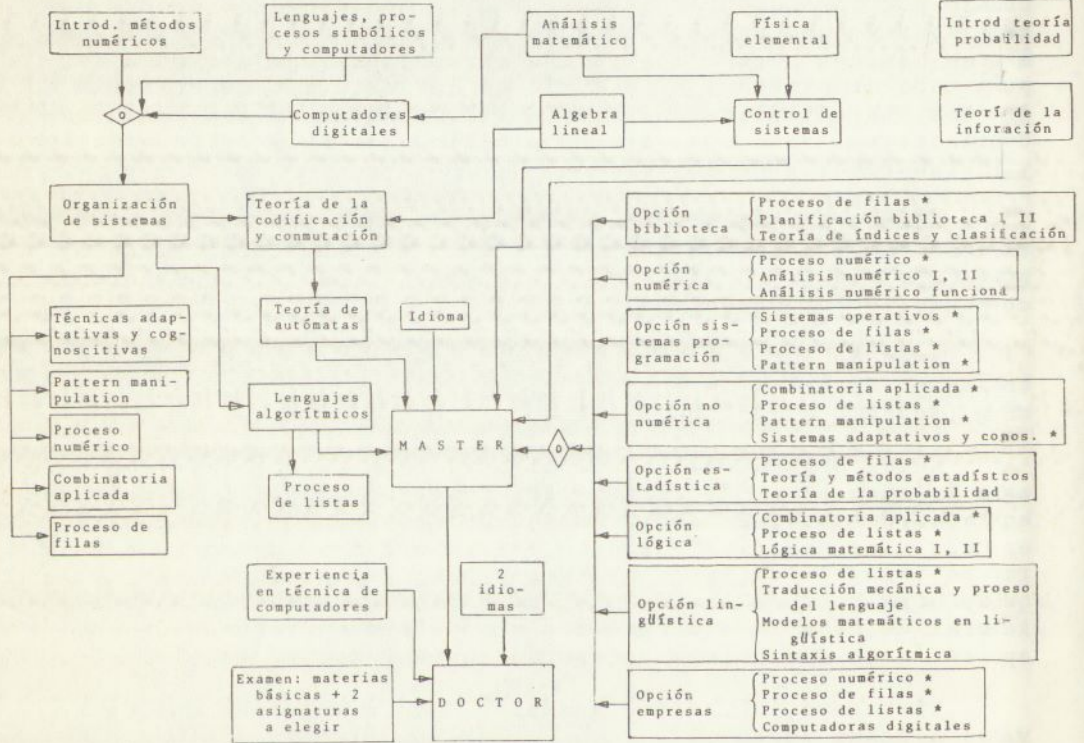 Introd. métodos
numéricos
Lenguajes, pro-
cesos simbólicos
y computadores
Análisis
matemático
Física
elemental
Introd teoría
probabilidad
O
Computadores
digitales
Algebra
lineal
Control de
sistemas
Teoría de la
inforación
Organización
de sistemas
Teoría de la
codificación
y conmutación
Técnicas adap-
tativas y cog-
noscitivas
Pattern mani-
pulation
Proceso
numérico
Combinatoria
aplicada
Proceso de
filas
Teoría de
autómatas
Idioma
Lenguajes
algorítmicos
MASTER
O
Proceso
de listas
Experiencia
en técnica de
computadores
2
idio-
mas
Examen: materias
básicas + 2
asignaturas
a elegir
DOCTOR
Opción
biblioteca
Proceso de filas *
Planificación biblioteca I, II
Teoría de índices y clasificación
Opción
numérica
Proceso numérico *
Análisis numérico I, II
Análisis numérico funciona
Opción sis-
temas pro-
gramación
Sistemas operativos *
Proceso de filas *
Proceso de listas *
Pattern manipulation *
Opción no
numérica
Combinatoria aplicada *
Proceso de listas *
Pattern manipulation *
Sistemas adaptativos y conos. *
Opción es-
tadística
Proceso de filas *
Teoría y métodos estadístcos
Teoría de la probabilidad
Opción
lógica
Combinatoria aplicada *
Proceso de listas *
Lógica matemática I, II
Opción lin-
güística
Proceso de listas *
Traducción mecánica y proeso
del lenguaje
Modelos matemáticos en li-
güística
Sintaxis algorítmica
Opción
empresas
Proceso numérico *
Proceso de filas *
Proceso de listas *
Computadoras digitales